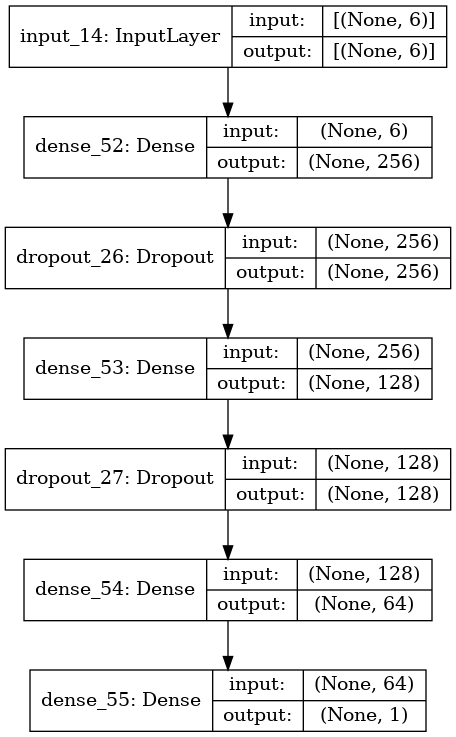 input_14: InputLayer
input: [(None, 6)]
output: [(None, 6)]
dense_52: Dense
input: (None, 6)
output: (None, 256)
dropout_26: Dropout
input: (None, 256)
output: (None, 256)
dense_53: Dense
input: (None, 256)
output: (None, 128)
dropout_27: Dropout
input: (None, 128)
output: (None, 128)
dense_54: Dense
input: (None, 128)
output: (None, 64)
dense_55: Dense
input: (None, 64)
output: (None, 1)